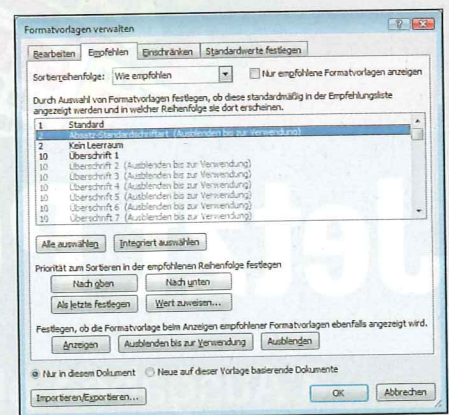 Formatvorlagen verwalten
Bearbeiten Empfehlen Einschränken Standardwerte festlegen
Sortierreihenfolge: Wie empfohlen Nur empfohlene Formatvorlagen anzeigen
Durch Auswahl von Formatvorlagen festlegen, ob diese standardmäßig in der Empfehlungsliste
angezeigt werden und in welcher Reihenfolge sie dort erscheinen.
1 Standard
2 Absatz-Standardschriftart (Ausblenden bis zur Verwendung)
2 Kein Leerraum
10 Überschrift 1
10 Überschrift 2 (Ausblenden bis zur Verwendung)
10 Überschrift 3 (Ausblenden bis zur Verwendung)
10 Überschrift 4 (Ausblenden bis zur Verwendung)
10 Überschrift 5 (Ausblenden bis zur Verwendung)
10 Überschrift 6 (Ausblenden bis zur Verwendung)
10 Überschrift 7 (Ausblenden bis zur Verwendung)
Alle auswählen Integriert auswählen
Priorität zum Sortieren in der empfohlenen Reihenfolge festlegen
Nach oben Nach unten
Als letzte festlegen Wert zuweisen...
Festlegen, ob die Formatvorlage beim Anzeigen empfohlener Formatvorlagen ebenfalls angezeigt wird.
Anzeigen Ausblenden bis zur Verwendung Ausblenden
Nur in diesem Dokument Neue auf dieser Vorlage basierende Dokumente
Importieren/Exportieren... OK Abbrechen